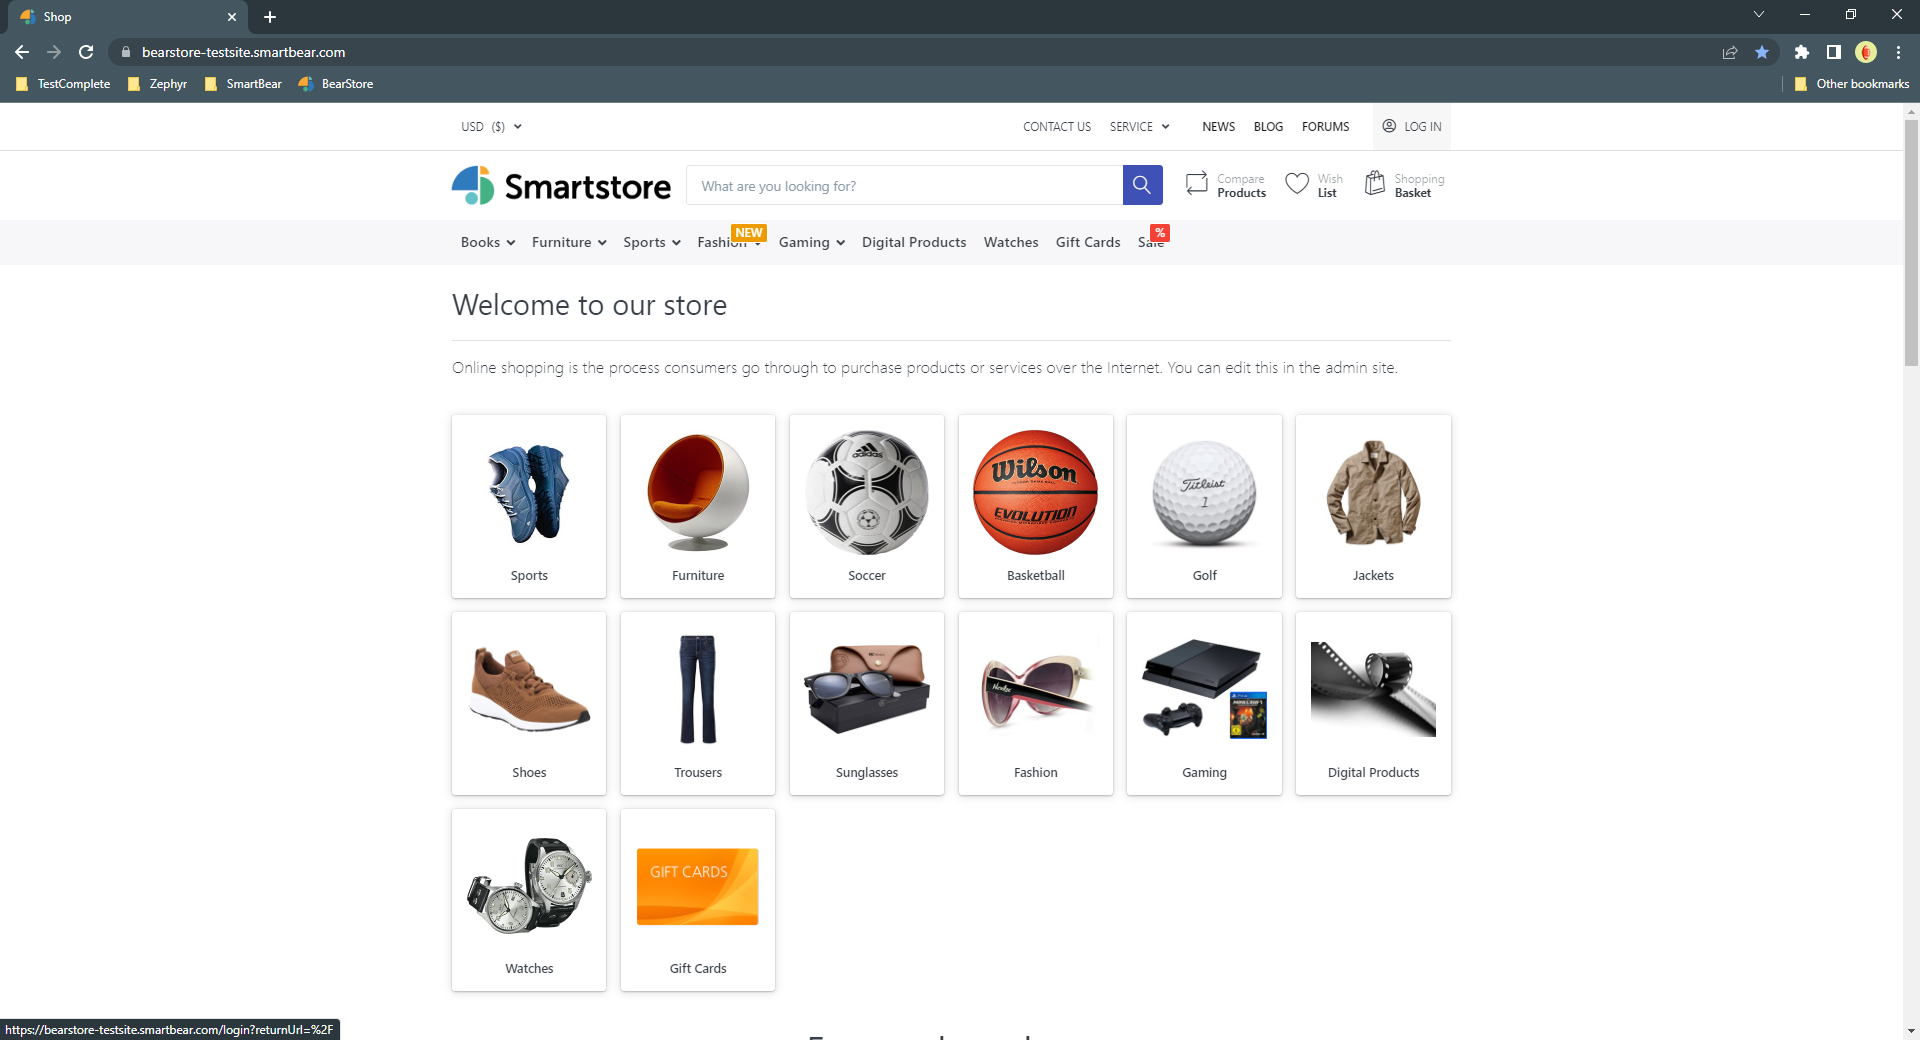 Shop
bearstore-testsite.smartbear.com
TestComplete Zephyr SmartBear BearStore Other bookmarks
USD ($) CONTACT US SERVICE NEWS BLOG FORUMS LOG IN
Smartstore What are you looking for? Compare Products Wish List Shopping Basket
NEW %
Books Furniture Sports Fashion Gaming Digital Products Watches Gift Cards Sale
Welcome to our store
Online shopping is the process consumers go through to purchase products or services over the Internet. You can edit this in the admin site.
adidas
Wilson
EVOLUTION
Titleist
1
Sports Furniture Soccer Basketball Golf Jackets
MINECRAFT
Shoes Trousers Sunglasses Fashion Gaming Digital Products
GIFT CARDS
Watches Gift Cards
https://bearstore-testsite.smartbear.com/login?returnUrl=%2F